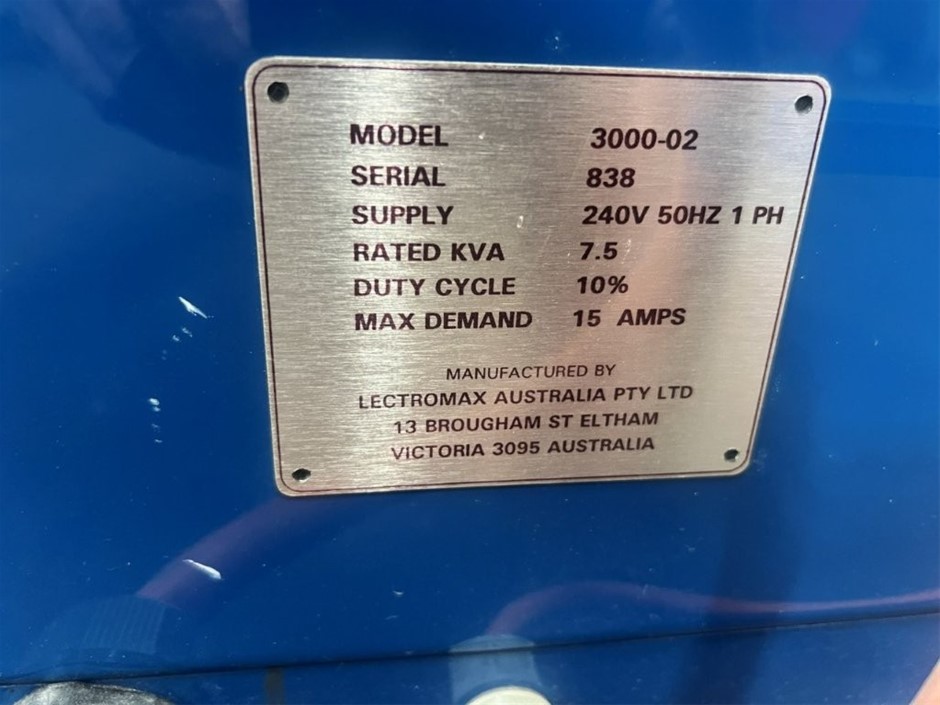 MODEL 3000-02
SERIAL 838
SUPPLY 240V 50HZ 1 PH
RATED KVA 7.5
DUTY CYCLE 10%
MAX DEMAND 15 AMPS
MANUFACTURED BY
LECTROMAX AUSTRALIA PTY LTD
13 BROUGHAM ST ELTHAM
VICTORIA 3095 AUSTRALIA